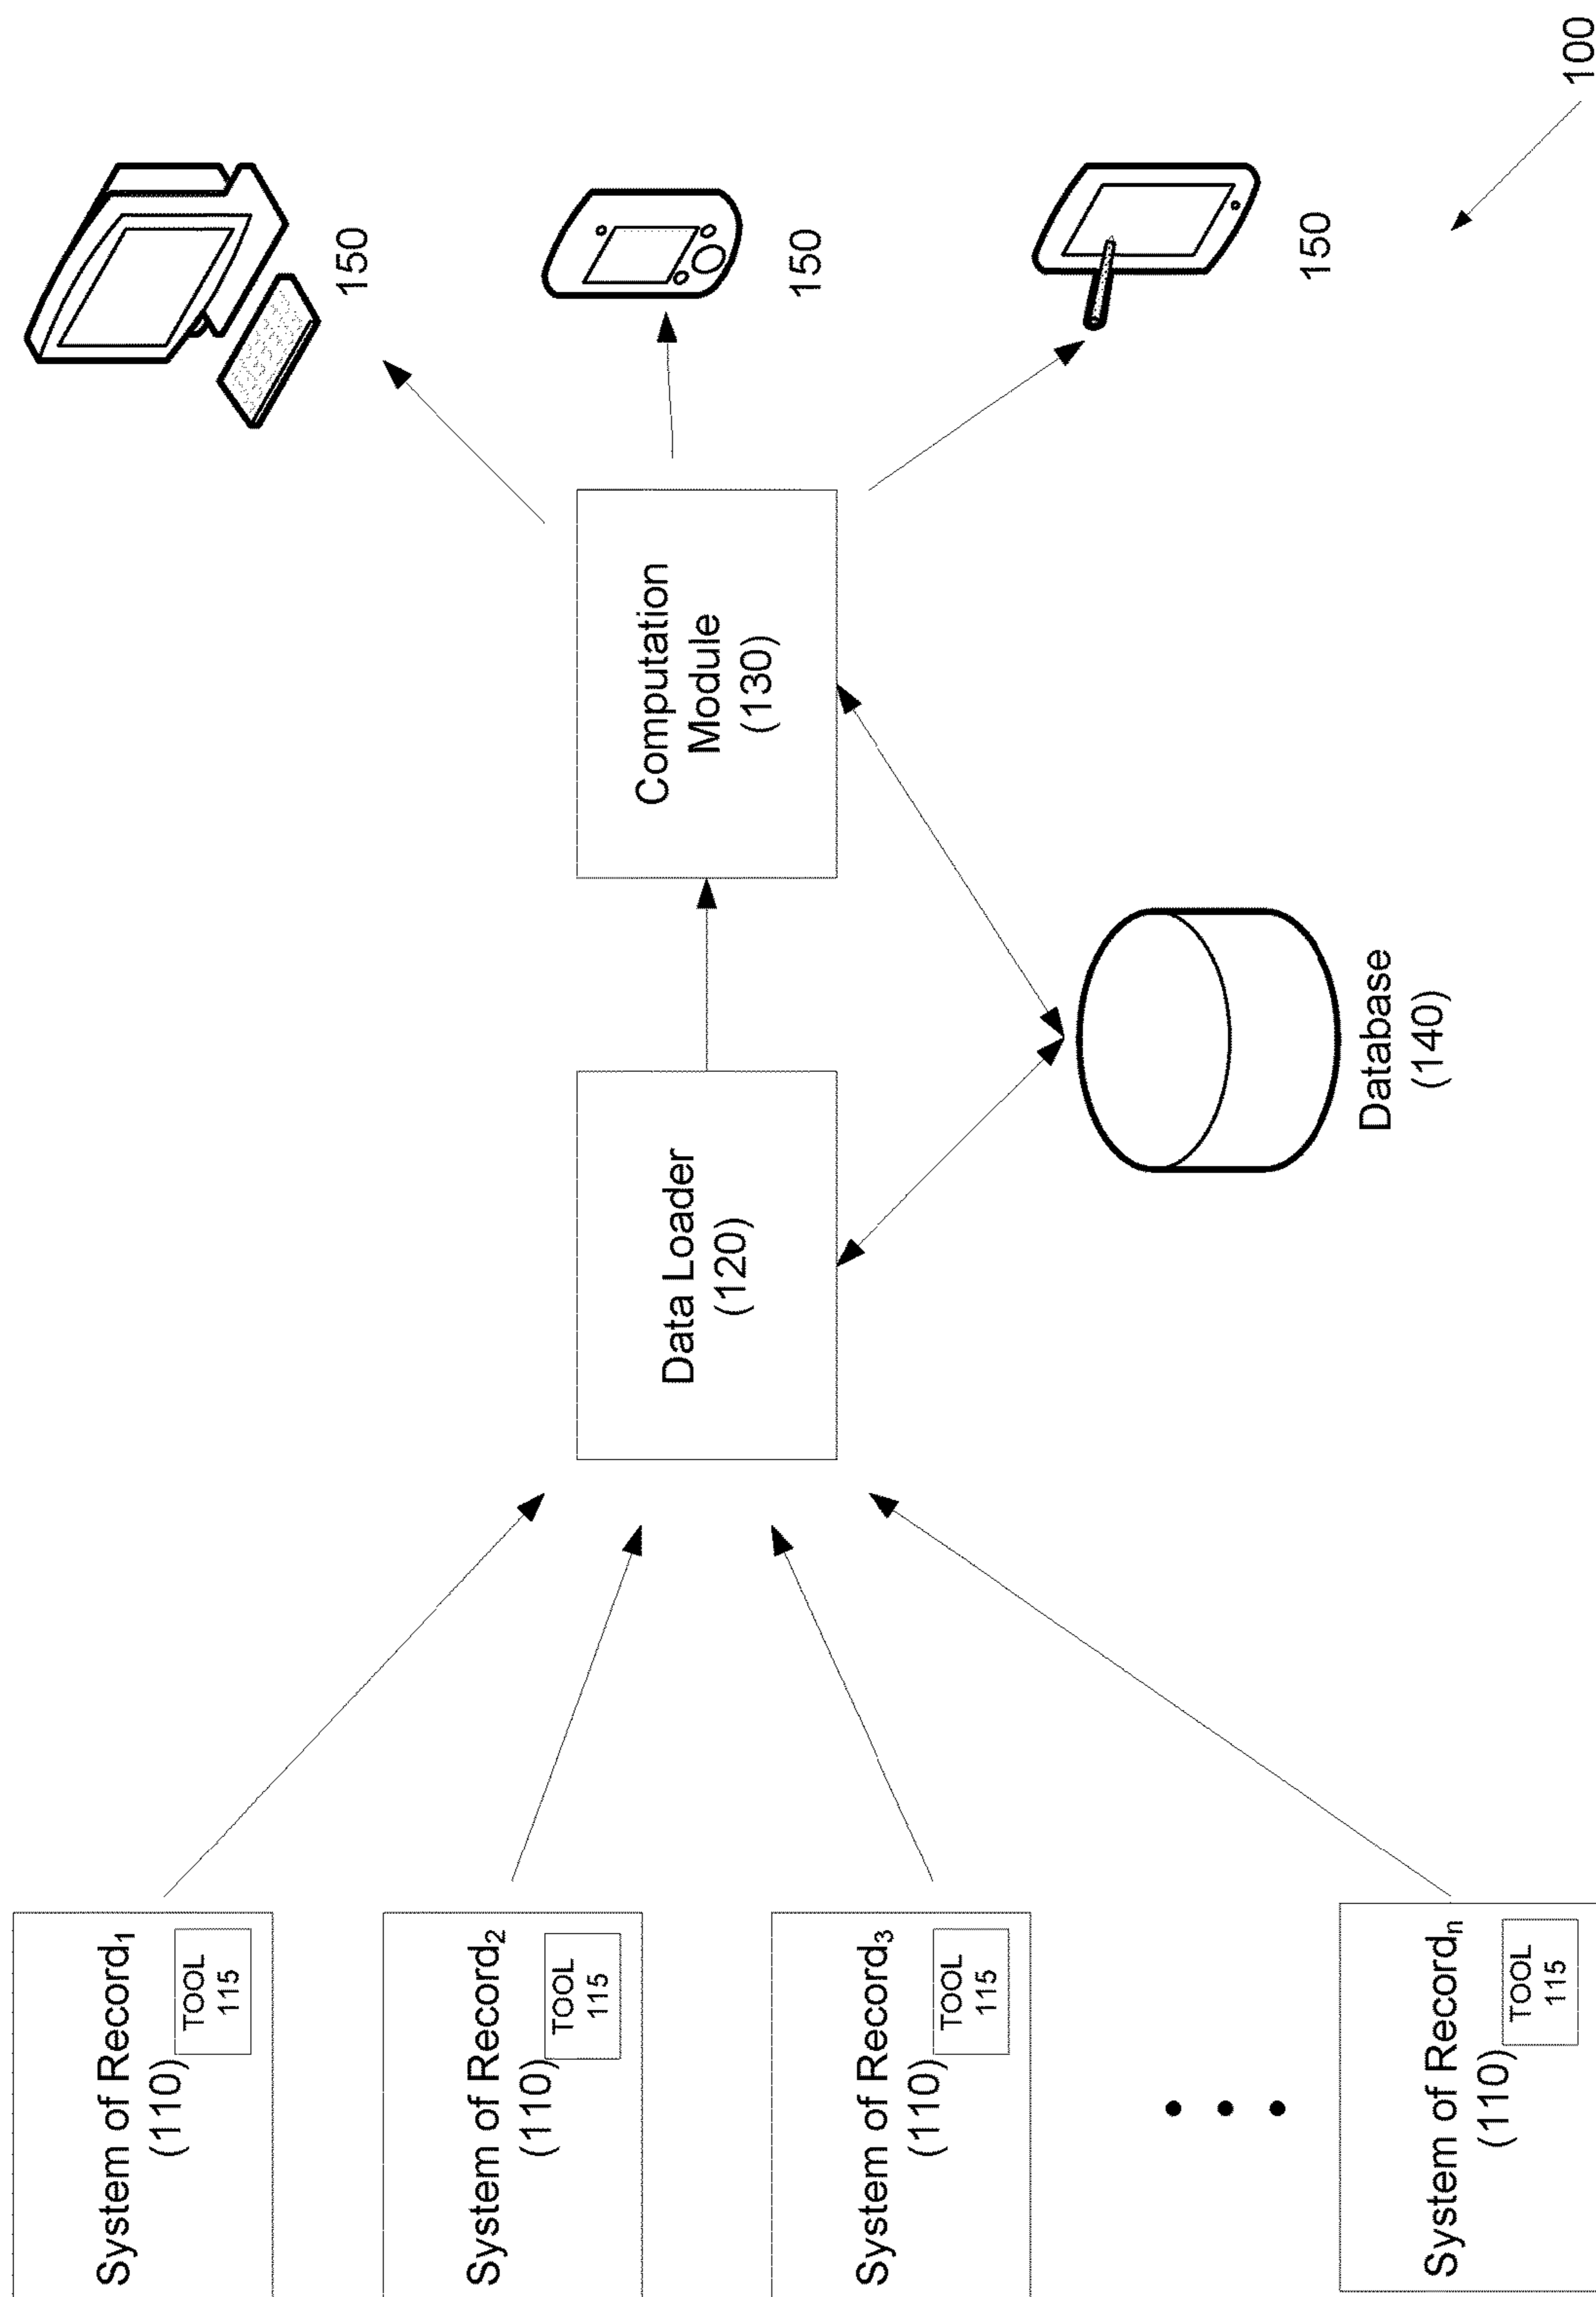 System of Record1
(110)
TOOL
115
System of Record2
(110)
TOOL
115
System of Record3
(110)
TOOL
115
System of Recordn
(110)
TOOL
115
Data Loader
(120)
Database
(140)
Computation
Module
(130)
150
150
150
100